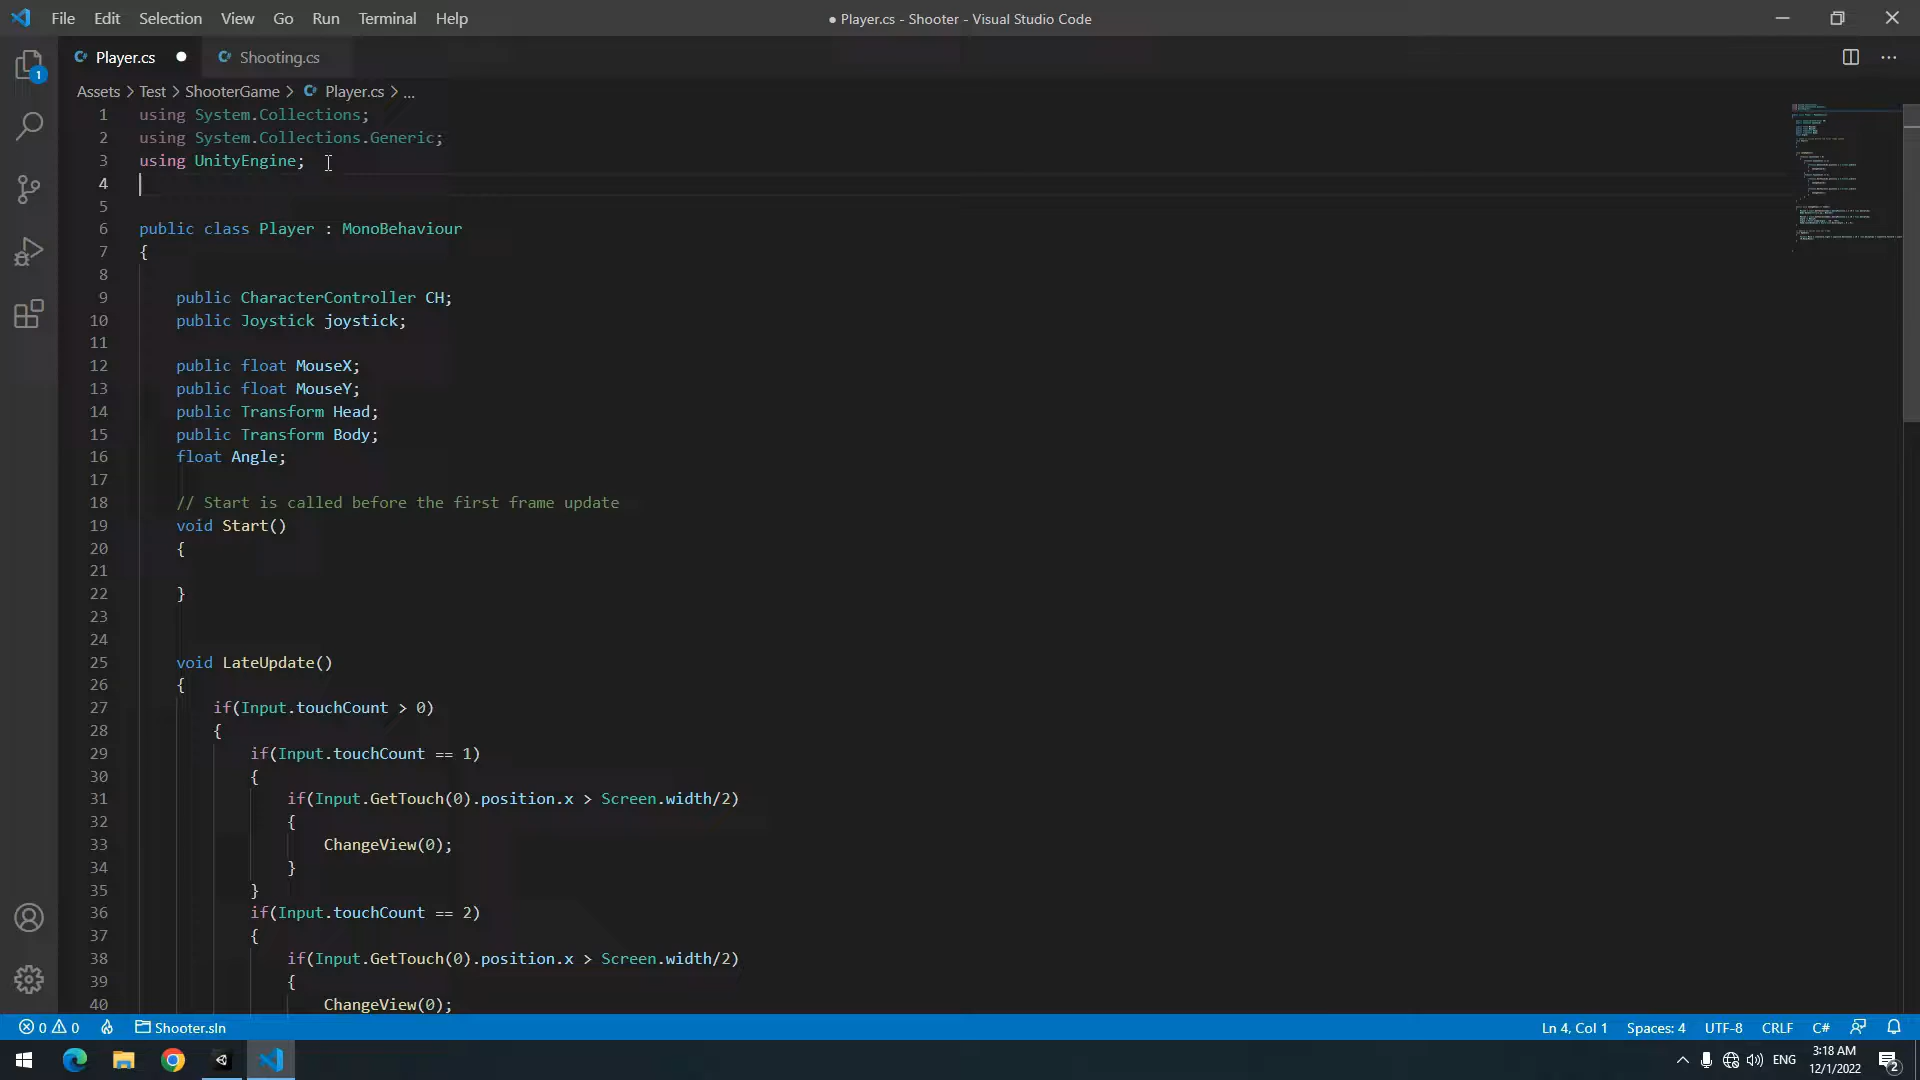 File Edit Selection View Go Run Terminal Help
● Player.cs - Shooter - Visual Studio Code
Player.cs ●
Shooting.cs
1
Assets > Test > ShooterGame > Player.cs > ...
1 using System.Collections;
2 using System.Collections.Generic;
3 using UnityEngine;
4
5
6 public class Player : MonoBehaviour
7 {
8
9 public CharacterController CH;
10 public Joystick joystick;
11
12 public float MouseX;
13 public float MouseY;
14 public Transform Head;
15 public Transform Body;
16 float Angle;
17
18 // Start is called before the first frame update
19 void Start()
20 {
21
22 }
23
24
25 void LateUpdate()
26 {
27 if(Input.touchCount > 0)
28 {
29 if(Input.touchCount == 1)
30 {
31 if(Input.GetTouch(0).position.x > Screen.width/2)
32 {
33 ChangeView(0);
34 }
35 }
36 if(Input.touchCount == 2)
37 {
38 if(Input.GetTouch(0).position.x > Screen.width/2)
39 {
40 ChangeView(0);
0 0 Shooter.sln
Ln 4, Col 1 Spaces: 4 UTF-8 CRLF C#
ENG
3:18 AM
12/1/2022
2